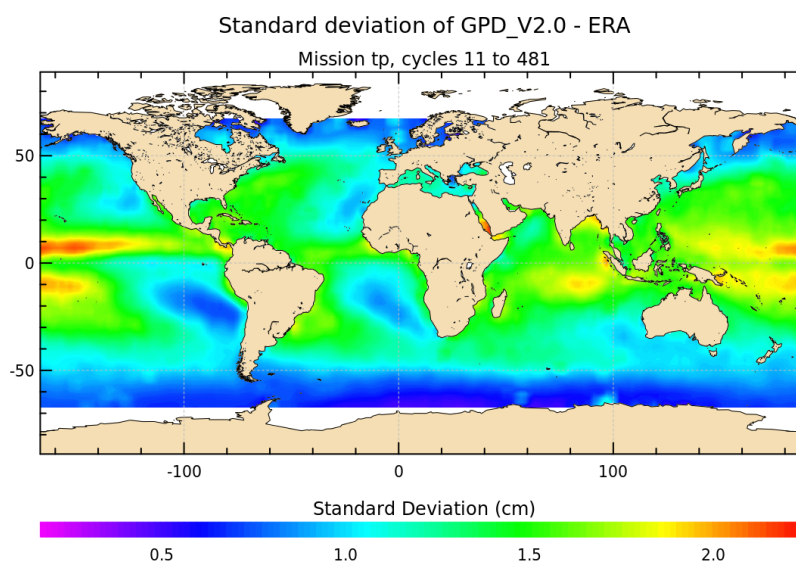 Standard deviation of GPD_V2.0 - ERA
Mission tp, cycles 11 to 481
50
0
-50
-100 0 100
Standard Deviation (cm)
0.5 1.0 1.5 2.0